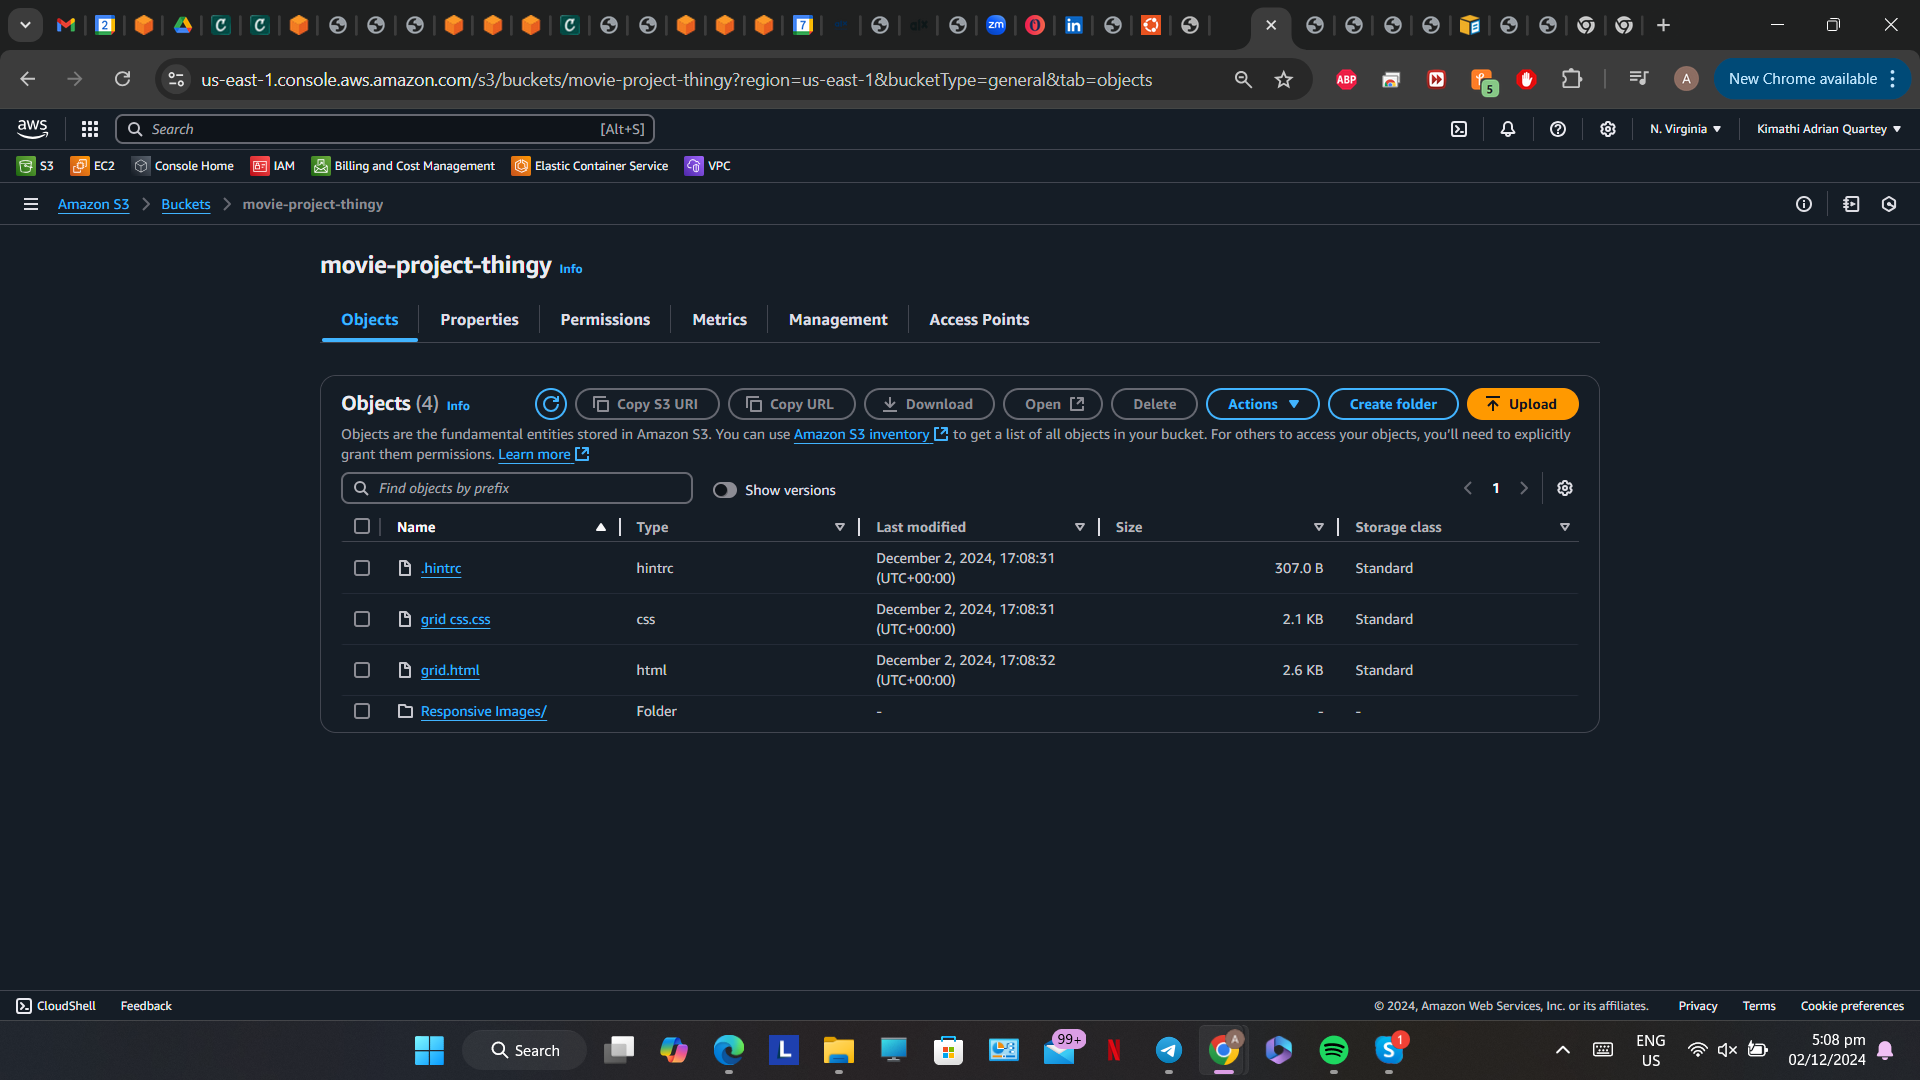 us-east-1.console.aws.amazon.com/s3/buckets/movie-project-thingy?region=us-east-1&bucketType=general&tab=objects
ABP
5
A
New Chrome available
aws
Search
[Alt+S]
N. Virginia
Kimathi Adrian Quartey
S3
EC2
Console Home
IAM
Billing and Cost Management
Elastic Container Service
VPC
Amazon S3
Buckets
movie-project-thingy
movie-project-thingy Info
Objects
Properties
Permissions
Metrics
Management
Access Points
Objects (4) Info
Copy S3 URI
Copy URL
Download
Open
Delete
Actions
Create folder
Upload
Objects are the fundamental entities stored in Amazon S3. You can use Amazon S3 inventory to get a list of all objects in your bucket. For others to access your objects, you’ll need to explicitly
grant them permissions. Learn more
Find objects by prefix
Show versions
1
Name
Type
Last modified
Size
Storage class
.hintrc
hintrc
December 2, 2024, 17:08:31
(UTC+00:00)
307.0 B
Standard
grid css.css
css
December 2, 2024, 17:08:31
(UTC+00:00)
2.1 KB
Standard
grid.html
html
December 2, 2024, 17:08:32
(UTC+00:00)
2.6 KB
Standard
Responsive Images/
Folder
-
-
-
CloudShell
Feedback
© 2024, Amazon Web Services, Inc. or its affiliates.
Privacy
Terms
Cookie preferences
Search
L
99+
N
A
S
1
ENG
US
5:08 pm
02/12/2024